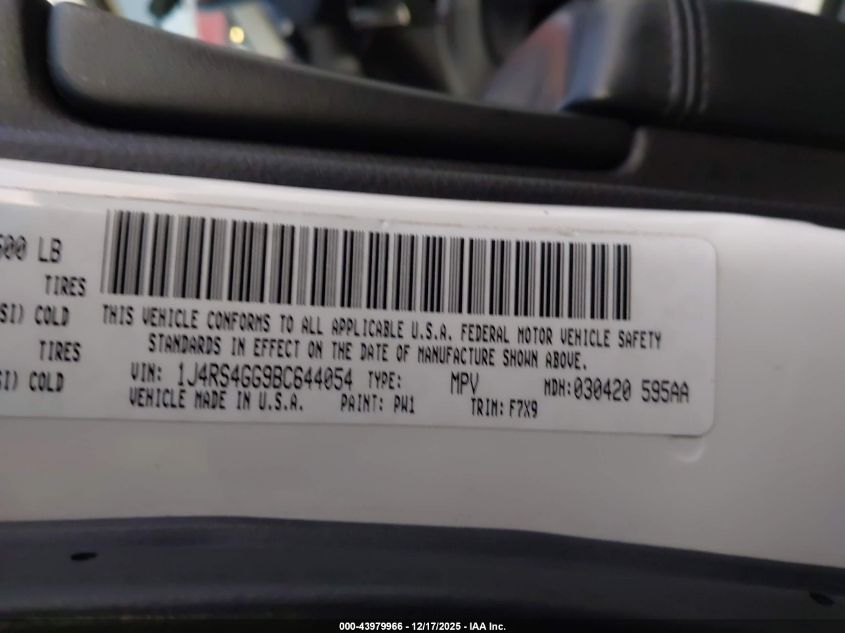 500 LB
TIRES
SI) COLD
TIRES
SI) COLD
THIS VEHICLE CONFORMS TO ALL APPLICABLE U.S.A. FEDERAL MOTOR VEHICLE SAFETY
STANDARDS IN EFFECT ON THE DATE OF MANUFACTURE SHOWN ABOVE.
VIN: 1J4RS4GG9BC644054 TYPE: MPV MDH:030420 595AA
VEHICLE MADE IN U.S.A. PAINT: PW1 TRIM: F7X9
000-43979966 - 12/17/2025 - IAA Inc.